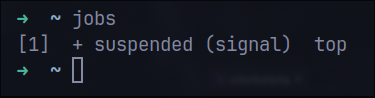 ➜  ~ jobs
[1]  + suspended (signal)  top
➜  ~